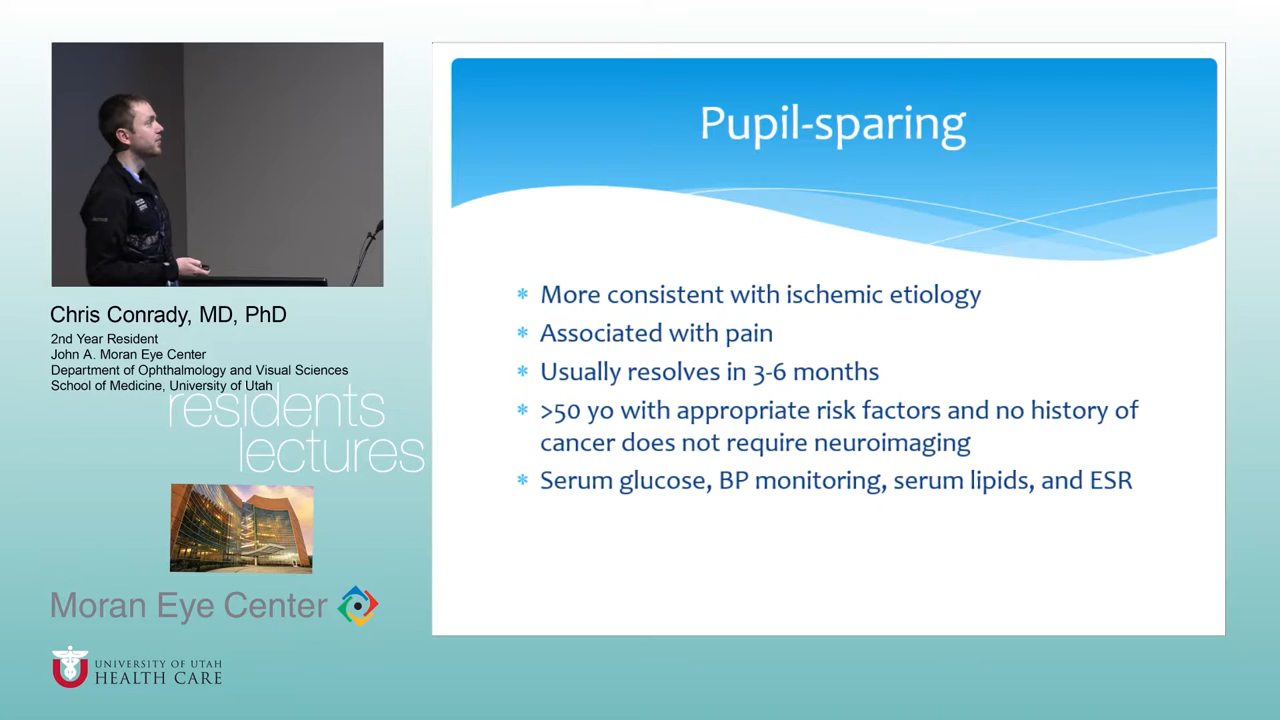 Pupil-sparing
* More consistent with ischemic etiology
* Associated with pain
* Usually resolves in 3-6 months
* >50 yo with appropriate risk factors and no history of
cancer does not require neuroimaging
* Serum glucose, BP monitoring, serum lipids, and ESR
Chris Conrady, MD, PhD
2nd Year Resident
John A. Moran Eye Center
Department of Ophthalmology and Visual Sciences
School of Medicine, University of Utah
residents
lectures
Moran Eye Center
UNIVERSITY OF UTAH
HEALTH CARE